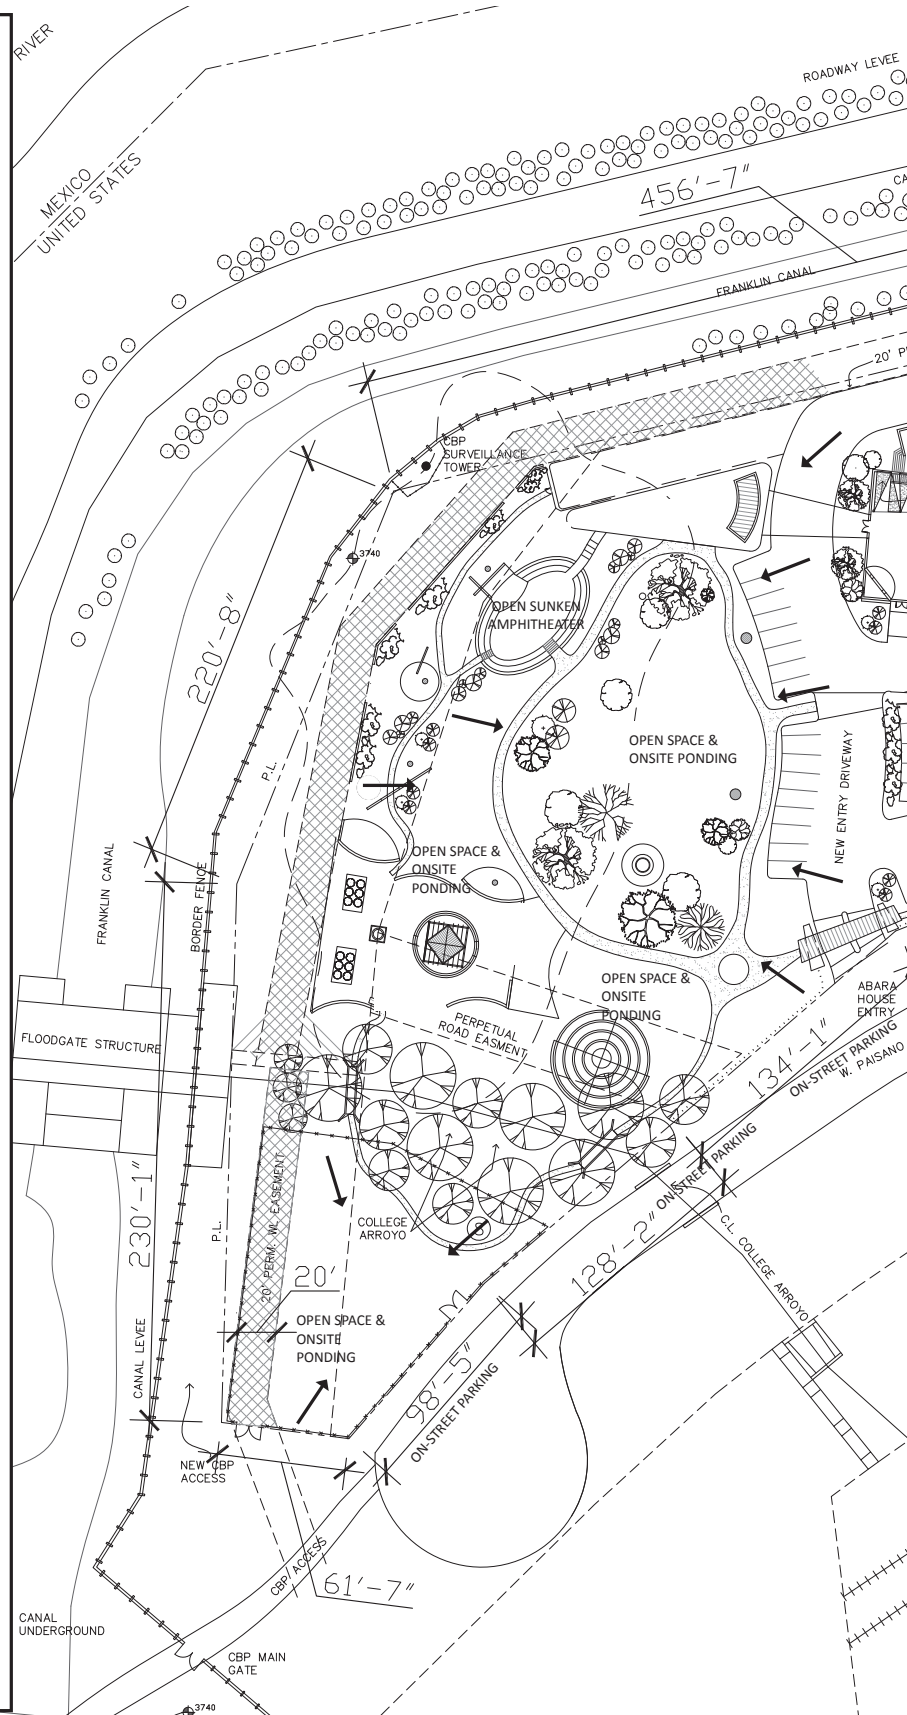 RIVER
ROADWAY LEVEE
MEXICO
UNITED STATES
456'-7"
CA
FRANKLIN CANAL
20' P
CBP
SURVEILLANCE
TOWER
3740
220'-8"
OPEN SUNKEN
AMPHITHEATER
P.L.
OPEN SPACE &
ONSITE PONDING
NEW ENTRY DRIVEWAY
FRANKLIN CANAL
BORDER FENCE
OPEN SPACE &
ONSITE
PONDING
OPEN SPACE &
ONSITE
PONDING
ABARA
HOUSE
ENTRY
PERPETUAL
ROAD EASMENT
FLOODGATE STRUCTURE
134'-1"
ON-STREET PARKING
W. PAISANO
ON-STREET PARKING
230'-1"
P.L.
20' PERM. WL EASEMENT
COLLEGE
ARROYO
128'-2"
C.L. COLLEGE ARROYO
20'
OPEN SPACE &
ONSITE
PONDING
CANAL LEVEE
98'-5"
ON-STREET PARKING
NEW CBP
ACCESS
CBP ACCESS
61'-7"
CANAL
UNDERGROUND
CBP MAIN
GATE
3740